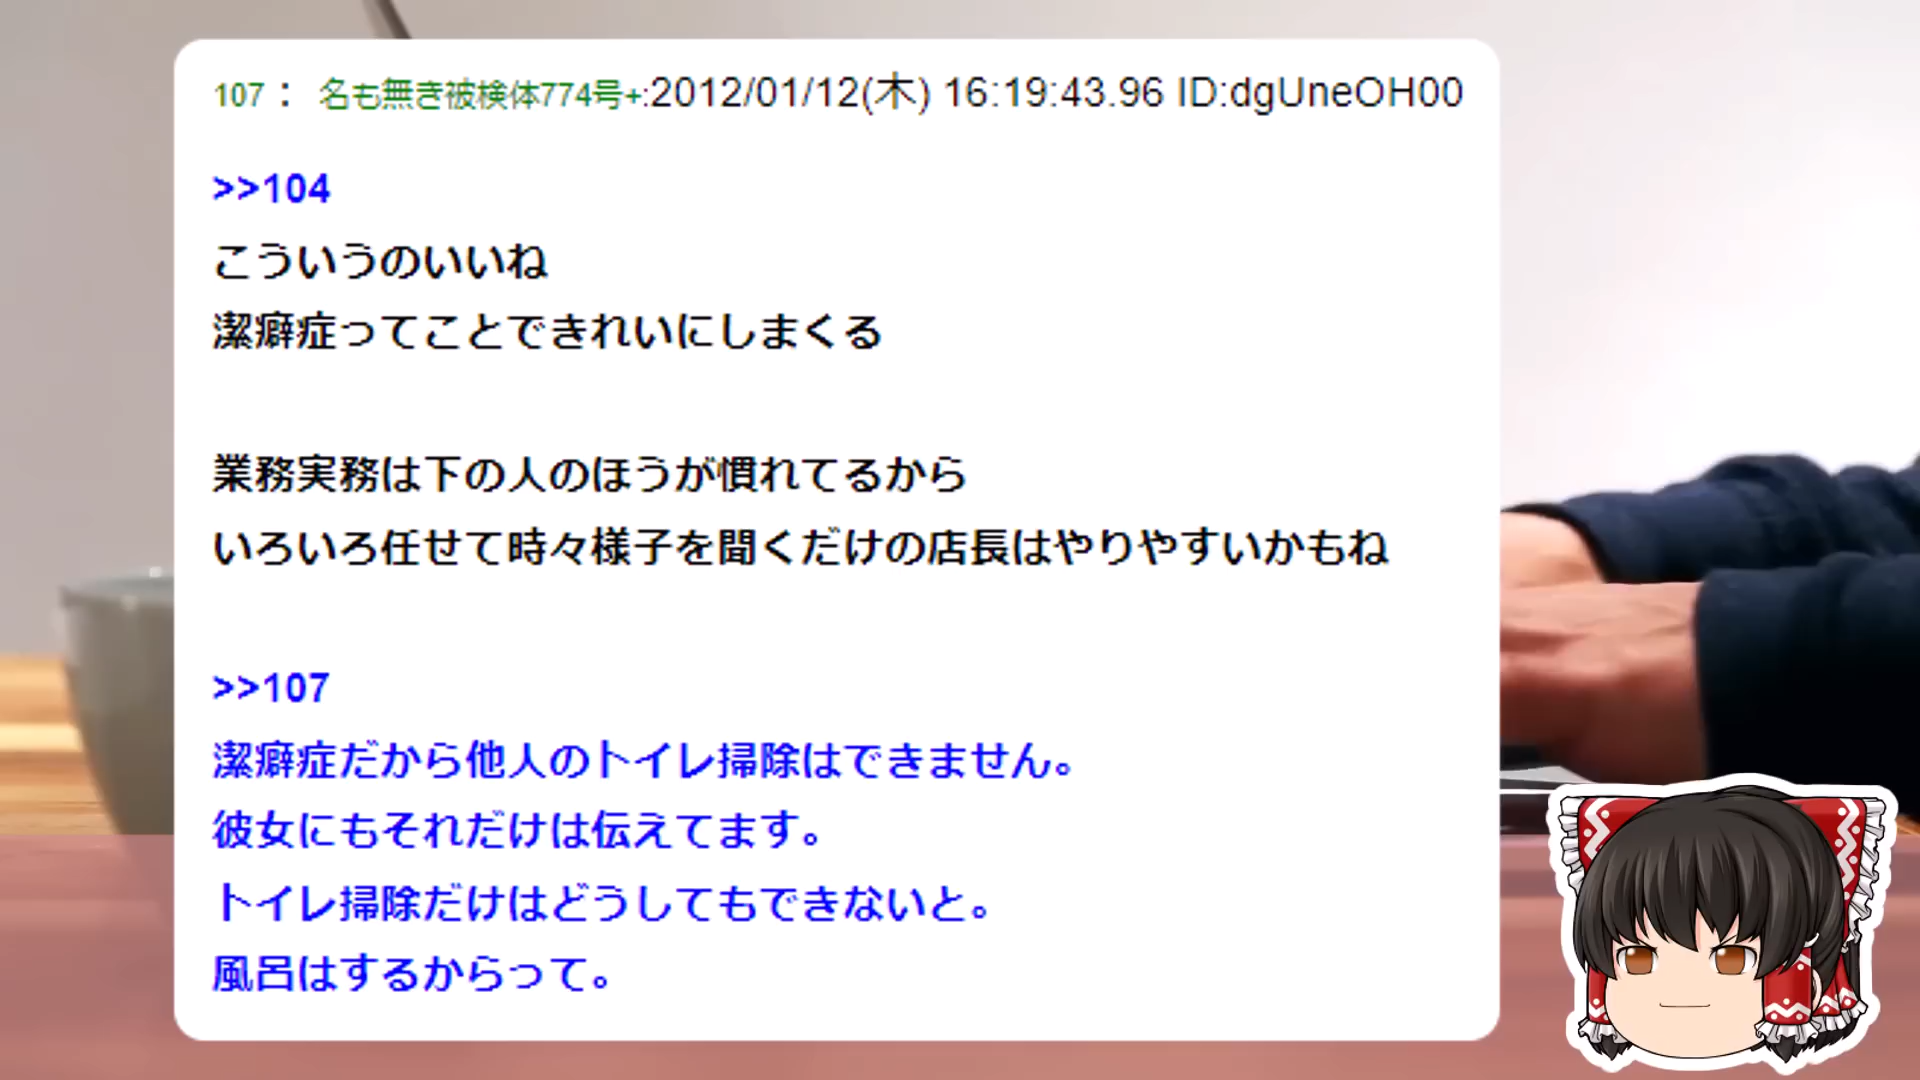 107： 名も無き被検体774号+:2012/01/12(木) 16:19:43.96 ID:dgUneOH00
>>104
こういうのいいね
潔癖症ってことできれいにしまくる
業務実務は下の人のほうが慣れてるから
いろいろ任せて時々様子を聞くだけの店長はやりやすいかもね
>>107
潔癖症だから他人のトイレ掃除はできません。
彼女にもそれだけは伝えてます。
トイレ掃除だけはどうしてもできないと。
風呂はするからって。